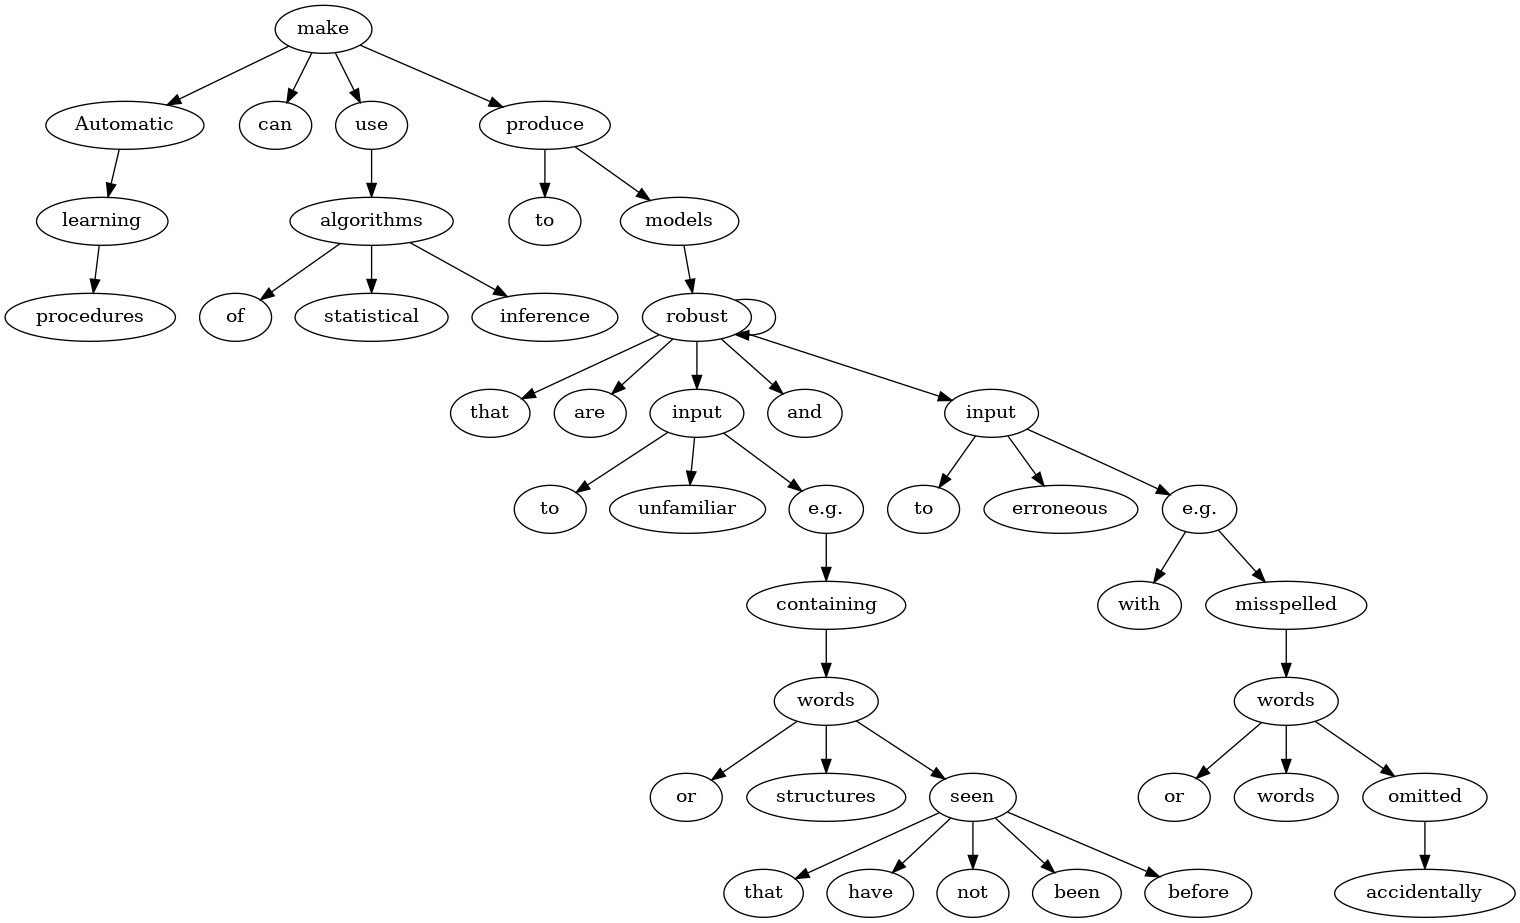 make
Automatic can use produce
learning algorithms to models
procedures of statistical inference robust
that are input and input
to unfamiliar e.g. to erroneous e.g.
containing with misspelled
words words
or structures seen or words omitted
that have not been before accidentally